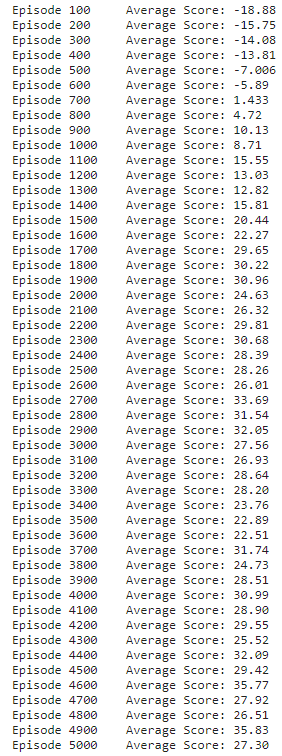 Episode 100 Average Score: -18.88
Episode 200 Average Score: -15.75
Episode 300 Average Score: -14.08
Episode 400 Average Score: -13.81
Episode 500 Average Score: -7.006
Episode 600 Average Score: -5.89
Episode 700 Average Score: 1.433
Episode 800 Average Score: 4.72
Episode 900 Average Score: 10.13
Episode 1000 Average Score: 8.71
Episode 1100 Average Score: 15.55
Episode 1200 Average Score: 13.03
Episode 1300 Average Score: 12.82
Episode 1400 Average Score: 15.81
Episode 1500 Average Score: 20.44
Episode 1600 Average Score: 22.27
Episode 1700 Average Score: 29.65
Episode 1800 Average Score: 30.22
Episode 1900 Average Score: 30.96
Episode 2000 Average Score: 24.63
Episode 2100 Average Score: 26.32
Episode 2200 Average Score: 29.81
Episode 2300 Average Score: 30.68
Episode 2400 Average Score: 28.39
Episode 2500 Average Score: 28.26
Episode 2600 Average Score: 26.01
Episode 2700 Average Score: 33.69
Episode 2800 Average Score: 31.54
Episode 2900 Average Score: 32.05
Episode 3000 Average Score: 27.56
Episode 3100 Average Score: 26.93
Episode 3200 Average Score: 28.64
Episode 3300 Average Score: 28.20
Episode 3400 Average Score: 23.76
Episode 3500 Average Score: 22.89
Episode 3600 Average Score: 22.51
Episode 3700 Average Score: 31.74
Episode 3800 Average Score: 24.73
Episode 3900 Average Score: 28.51
Episode 4000 Average Score: 30.99
Episode 4100 Average Score: 28.90
Episode 4200 Average Score: 29.55
Episode 4300 Average Score: 25.52
Episode 4400 Average Score: 32.09
Episode 4500 Average Score: 29.42
Episode 4600 Average Score: 35.77
Episode 4700 Average Score: 27.92
Episode 4800 Average Score: 26.51
Episode 4900 Average Score: 35.83
Episode 5000 Average Score: 27.30